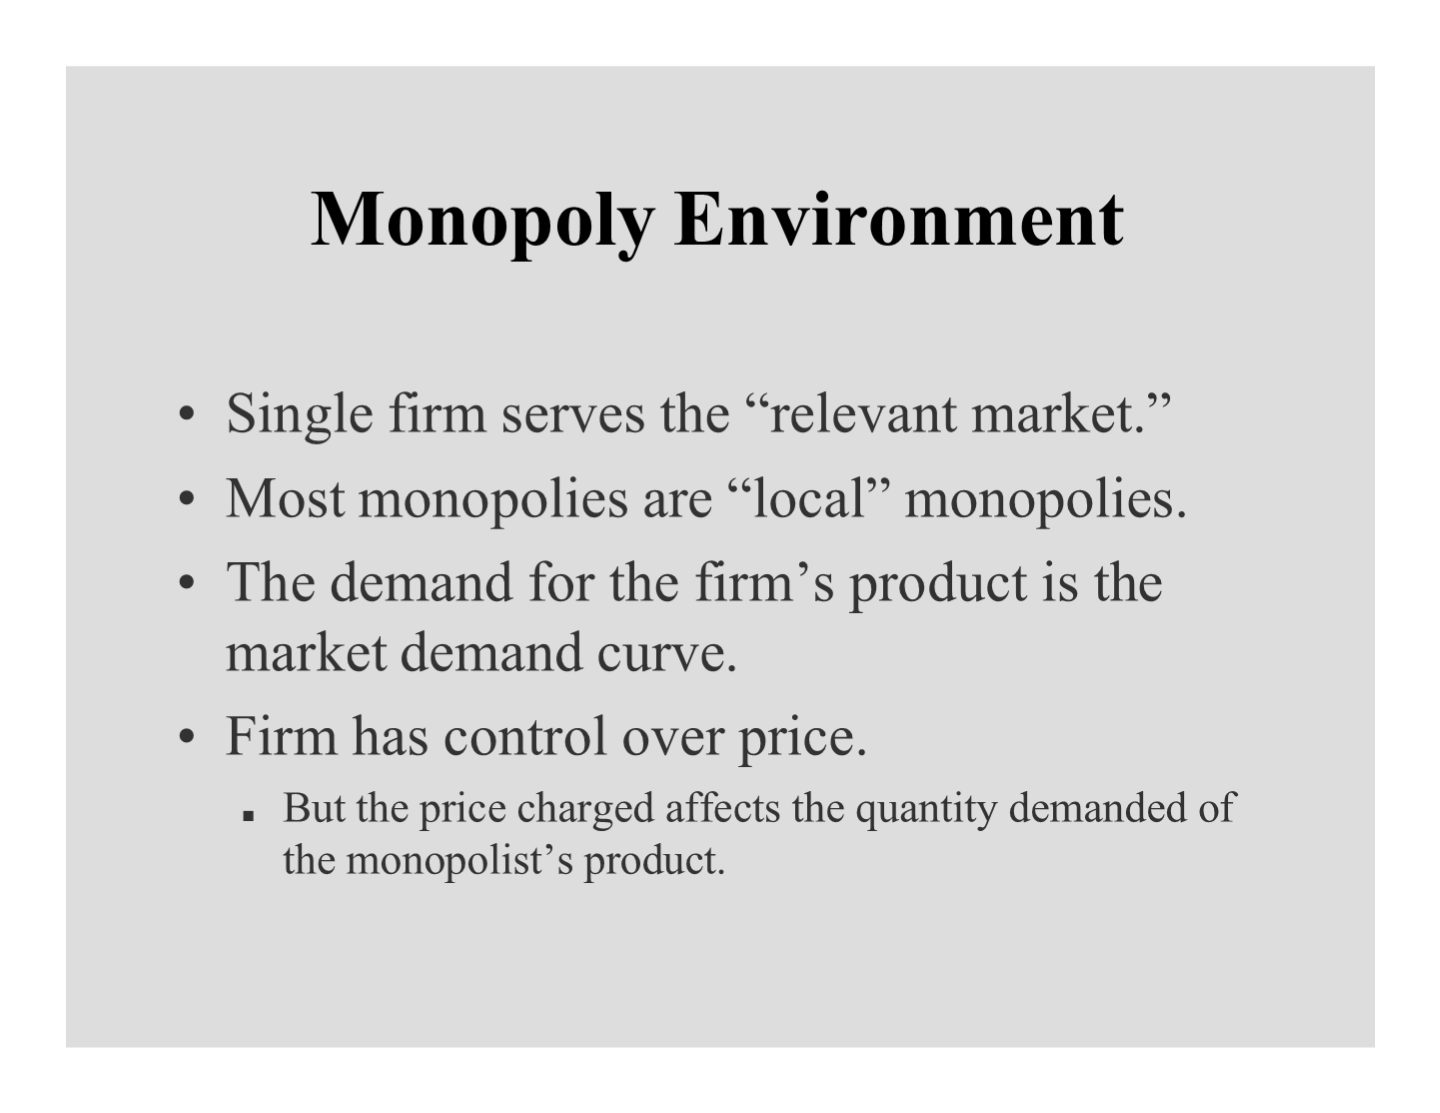 Monopoly Environment
• Single firm serves the “relevant market.”
• Most monopolies are “local” monopolies.
• The demand for the firm’s product is the
market demand curve.
• Firm has control over price.
▪ But the price charged affects the quantity demanded of
the monopolist’s product.